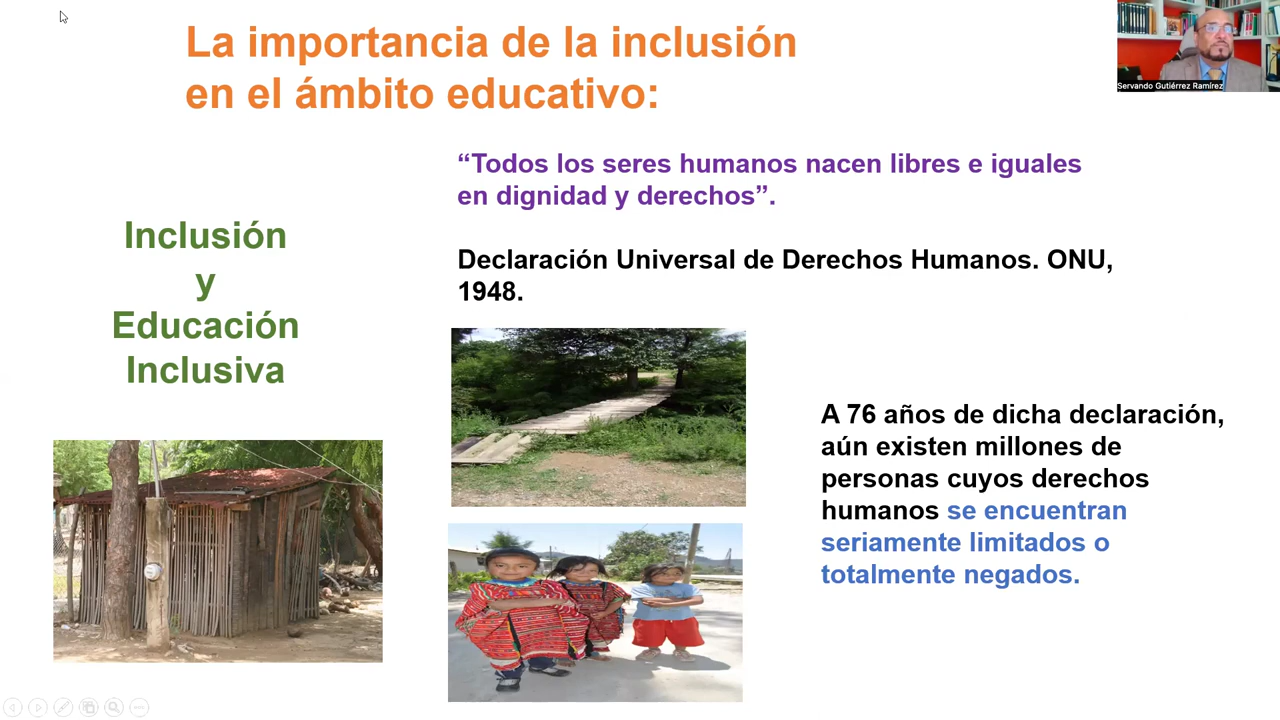 La importancia de la inclusión
en el ámbito educativo:
Servando Gutiérrez Ramírez
“Todos los seres humanos nacen libres e iguales
en dignidad y derechos”.
Declaración Universal de Derechos Humanos. ONU,
1948.
Inclusión
y
Educación
Inclusiva
A 76 años de dicha declaración,
aún existen millones de
personas cuyos derechos
humanos se encuentran
seriamente limitados o
totalmente negados.